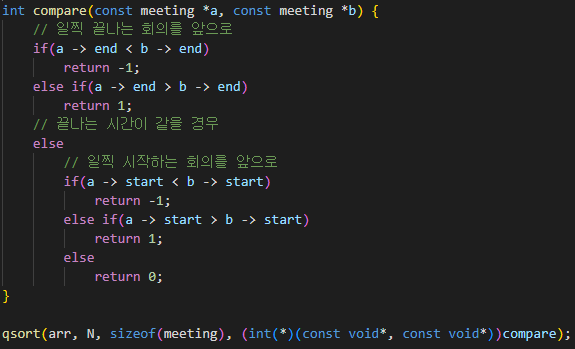 int compare(const meeting *a, const meeting *b) {
    // 일찍 끝나는 회의를 앞으로
    if(a -> end < b -> end)
        return -1;
    else if(a -> end > b -> end)
        return 1;
    // 끝나는 시간이 같을 경우
    else
        // 일찍 시작하는 회의를 앞으로
        if(a -> start < b -> start)
            return -1;
        else if(a -> start > b -> start)
            return 1;
        else
            return 0;
}

qsort(arr, N, sizeof(meeting), (int(*)(const void*, const void*))compare);